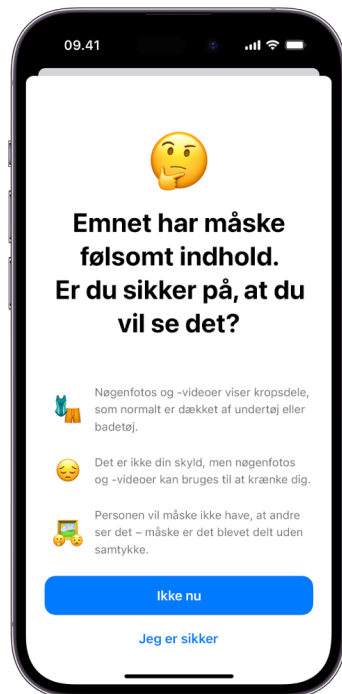 09.41
Emnet har måske
følsomt indhold.
Er du sikker på, at du
vil se det?
Nøgenfotos og -videoer viser kropsdele,
som normalt er dækket af undertøj eller
badetøj.
Det er ikke din skyld, men nøgenfotos
og -videoer kan bruges til at krænke dig.
Personen vil måske ikke have, at andre
ser det – måske er det blevet delt uden
samtykke.
Ikke nu
Jeg er sikker